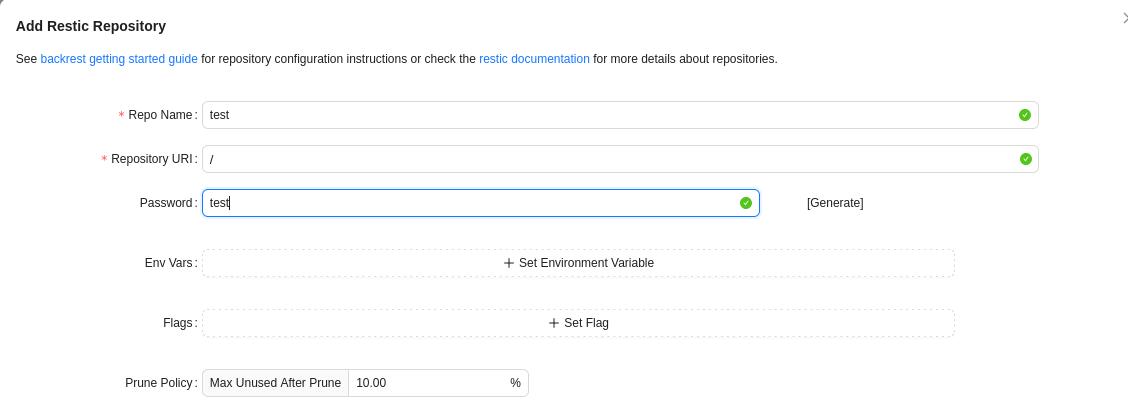 Add Restic Repository
See backrest getting started guide for repository configuration instructions or check the restic documentation for more details about repositories.
* Repo Name : test
* Repository URI : /
Password : test [Generate]
Env Vars : + Set Environment Variable
Flags : + Set Flag
Prune Policy : Max Unused After Prune 10.00 %